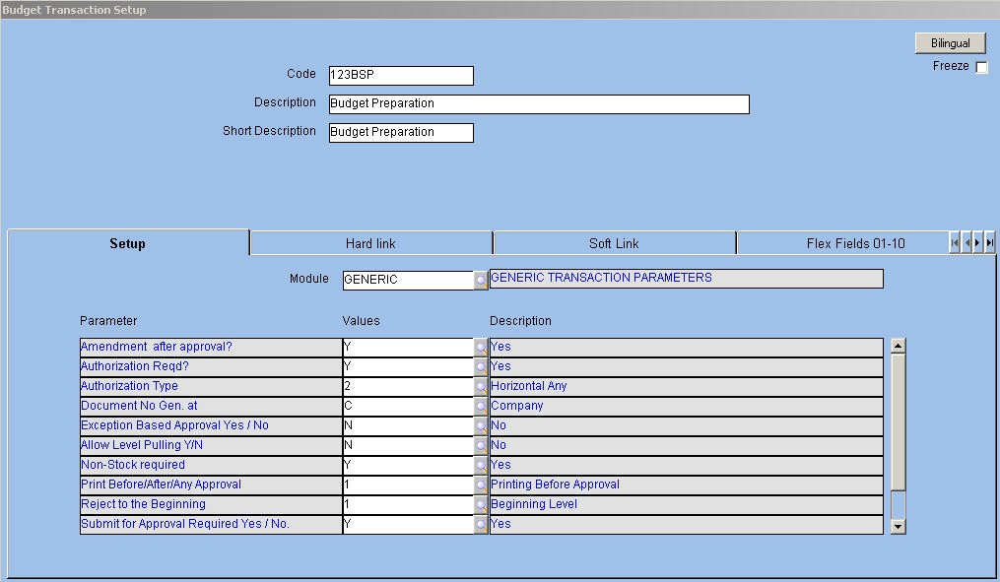 Budget Transaction Setup
Bilingual
Freeze
Code 123BSP
Description Budget Preparation
Short Description Budget Preparation
Setup Hard link Soft Link Flex Fields 01-10
Module GENERIC GENERIC TRANSACTION PARAMETERS
Parameter Values Description
Amendment after approval? Y Yes
Authorization Reqd? Y Yes
Authorization Type 2 Horizontal Any
Document No Gen. at C Company
Exception Based Approval Yes / No N No
Allow Level Pulling Y/N N No
Non-Stock required Y Yes
Print Before/After/Any Approval 1 Printing Before Approval
Reject to the Beginning 1 Beginning Level
Submit for Approval Required Yes / No. Y Yes